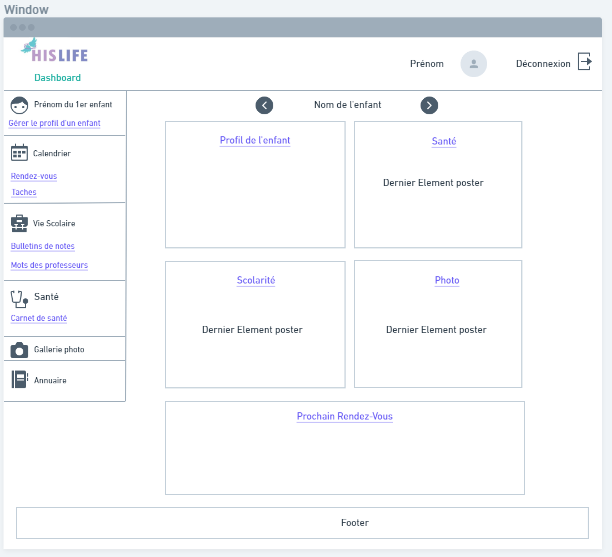 Window
HISLIFE
Dashboard
Prénom
Déconnexion
Prénom du 1er enfant
Gérer le profil d'un enfant
Calendrier
Rendez-vous
Taches
Vie Scolaire
Bulletins de notes
Mots des professeurs
Santé
Carnet de santé
Gallerie photo
Annuaire
Nom de l'enfant
Profil de l'enfant
Santé
Dernier Element poster
Scolarité
Dernier Element poster
Photo
Dernier Element poster
Prochain Rendez-Vous
Footer